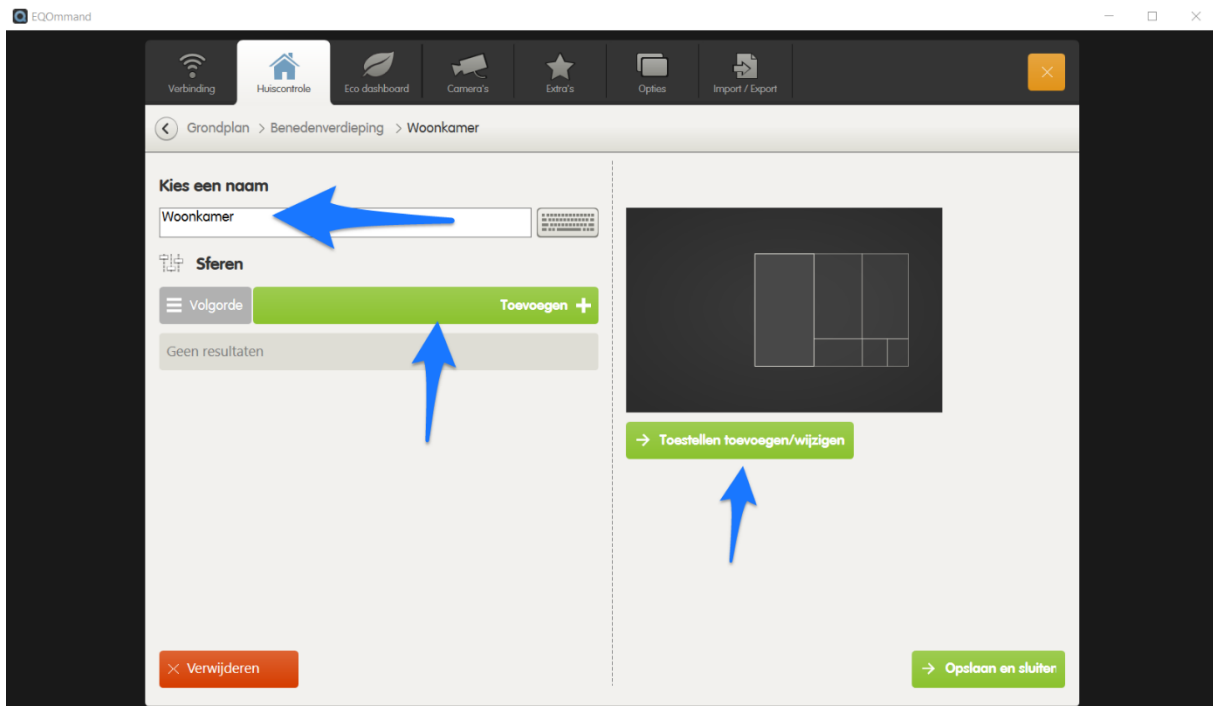 EQOmmand
Verbinding
Huiscontrole
Eco dashboard
Camera's
Extra's
Opties
Import / Export
Grondplan > Benedenverdieping > Woonkamer
Kies een naam
Woonkamer
Sferen
Volgorde
Toevoegen
Geen resultaten
Toestellen toevoegen/wijzigen
Verwijderen
Opslaan en sluiten